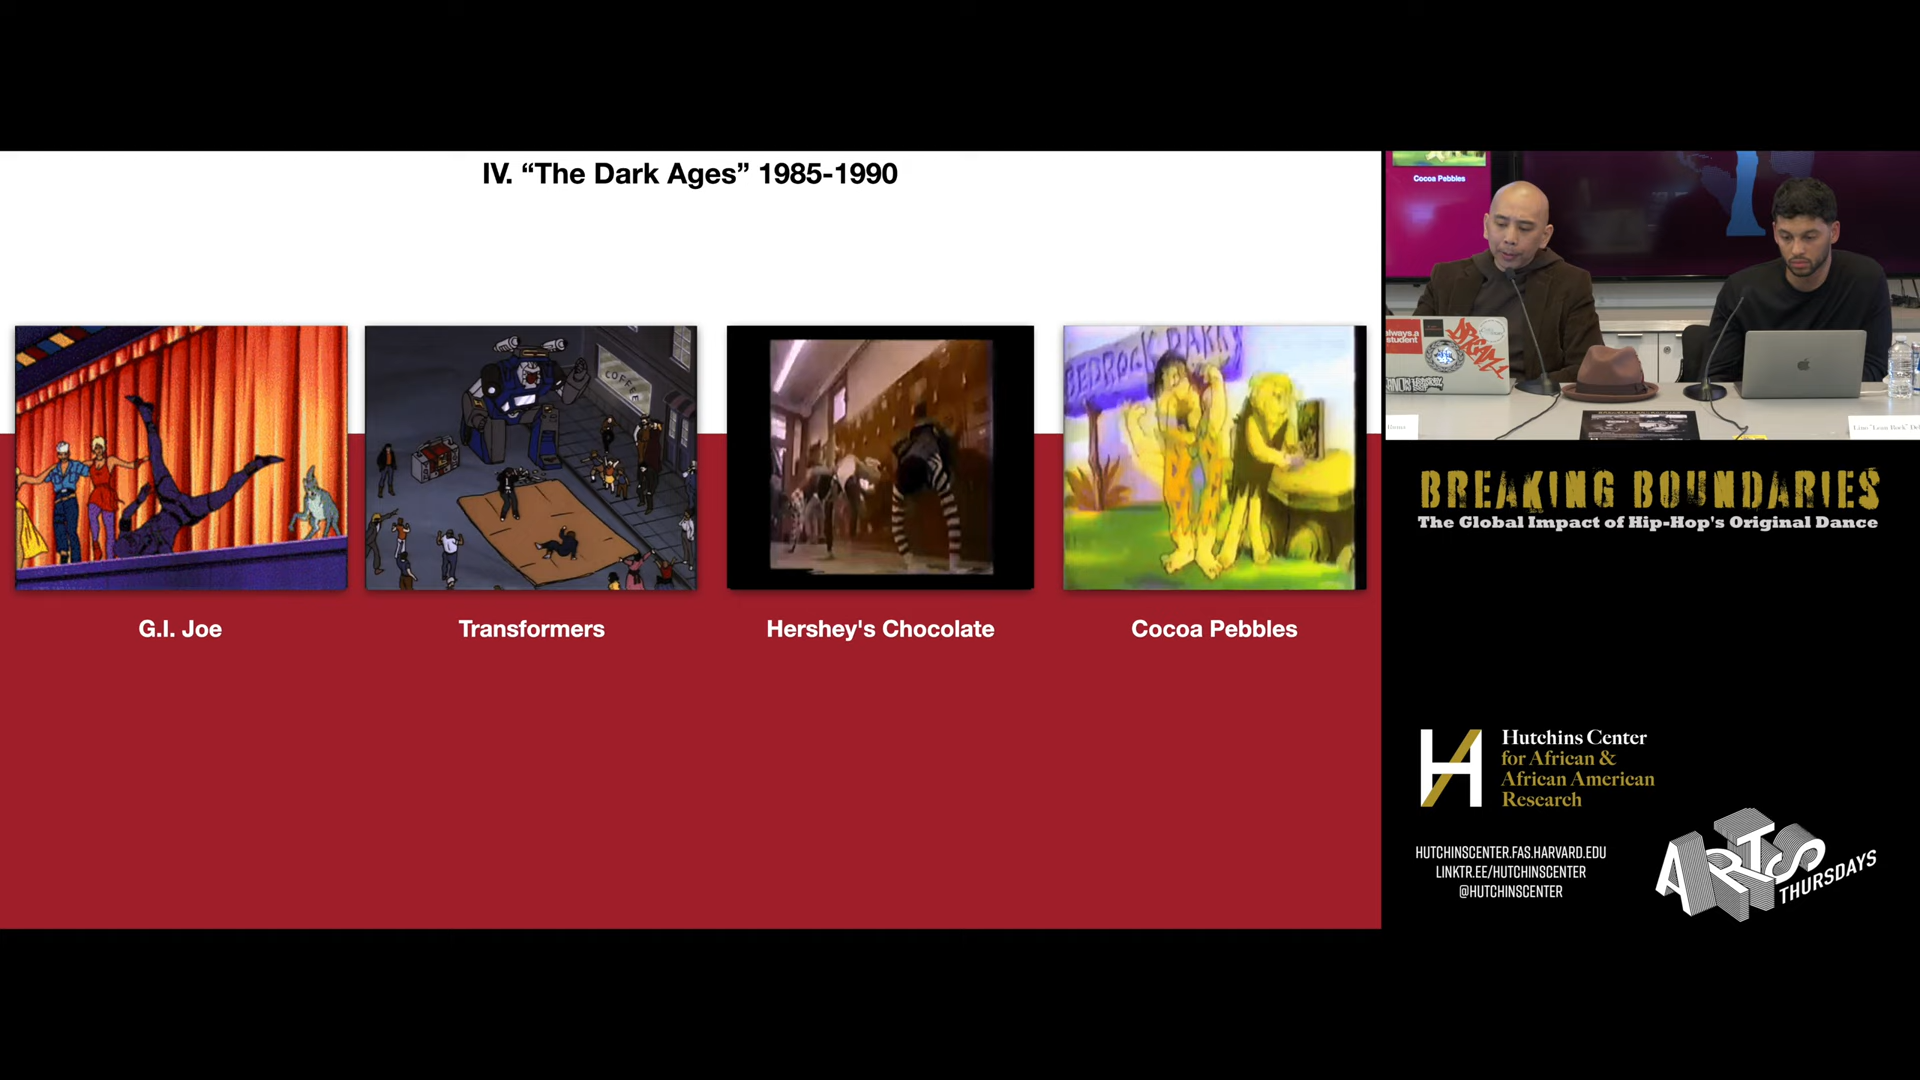 IV. “The Dark Ages” 1985-1990
COFFEE
BEDROCK PARK
G.I. Joe
Transformers
Hershey's Chocolate
Cocoa Pebbles
Cocoa Pebbles
always.a
student
BREAKING BOUNDARIES
The Global Impact of Hip-Hop's Original Dance
Hutchins Center
for African &
African American
Research
HUTCHINSCENTER.FAS.HARVARD.EDU
LINKTR.EE/HUTCHINSCENTER
@HUTCHINSCENTER
ARTS
THURSDAYS